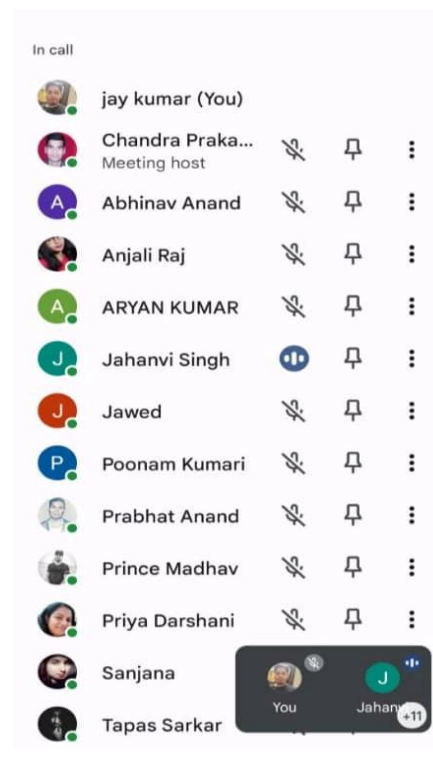 In call
jay kumar (You)
Chandra Praka...
Meeting host
A Abhinav Anand
Anjali Raj
A ARYAN KUMAR
J Jahanvi Singh
J Jawed
P Poonam Kumari
Prabhat Anand
Prince Madhav
Priya Darshani
Sanjana
J
You Jahanv
+11
Tapas Sarkar